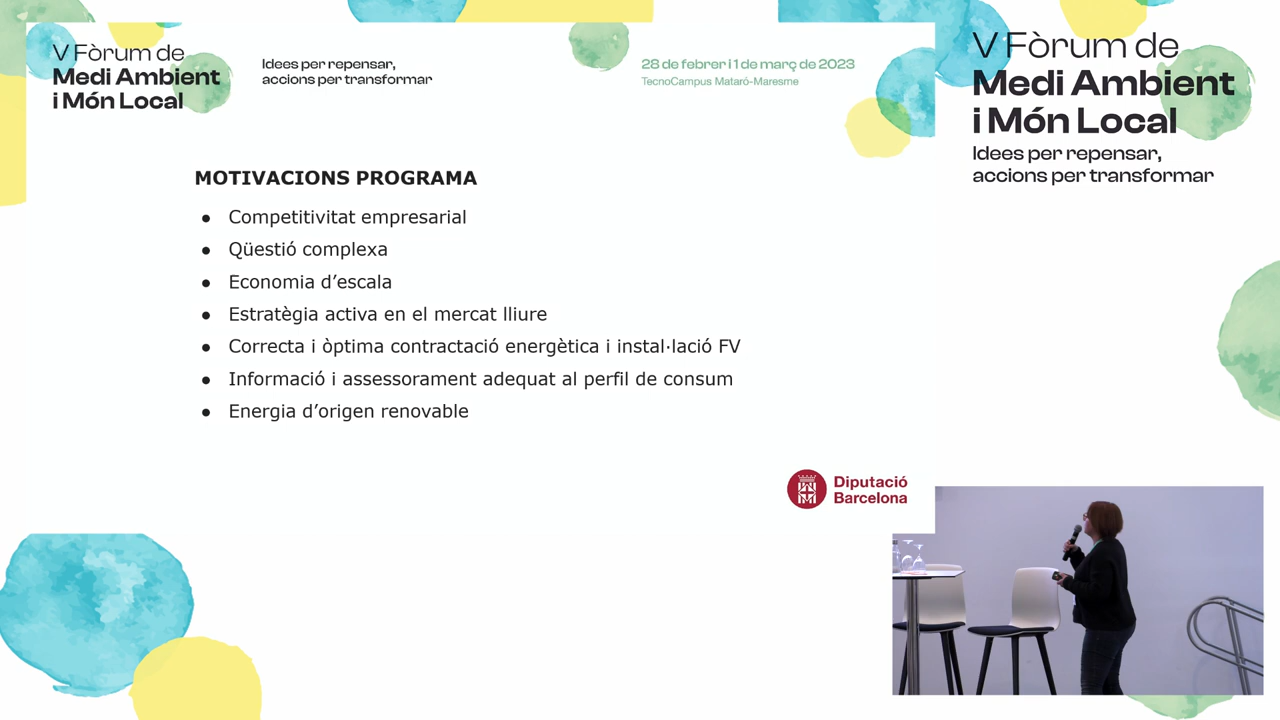 V Fòrum de
Medi Ambient
i Món Local
Idees per repensar,
accions per transformar
28 de febrer i 1 de març de 2023
TecnoCampus Mataró-Maresme
V Fòrum de
Medi Ambient
i Món Local
Idees per repensar,
accions per transformar
MOTIVACIONS PROGRAMA
● Competitivitat empresarial
● Qüestió complexa
● Economia d’escala
● Estratègia activa en el mercat lliure
● Correcta i òptima contractació energètica i instal·lació FV
● Informació i assessorament adequat al perfil de consum
● Energia d’origen renovable
Diputació
Barcelona